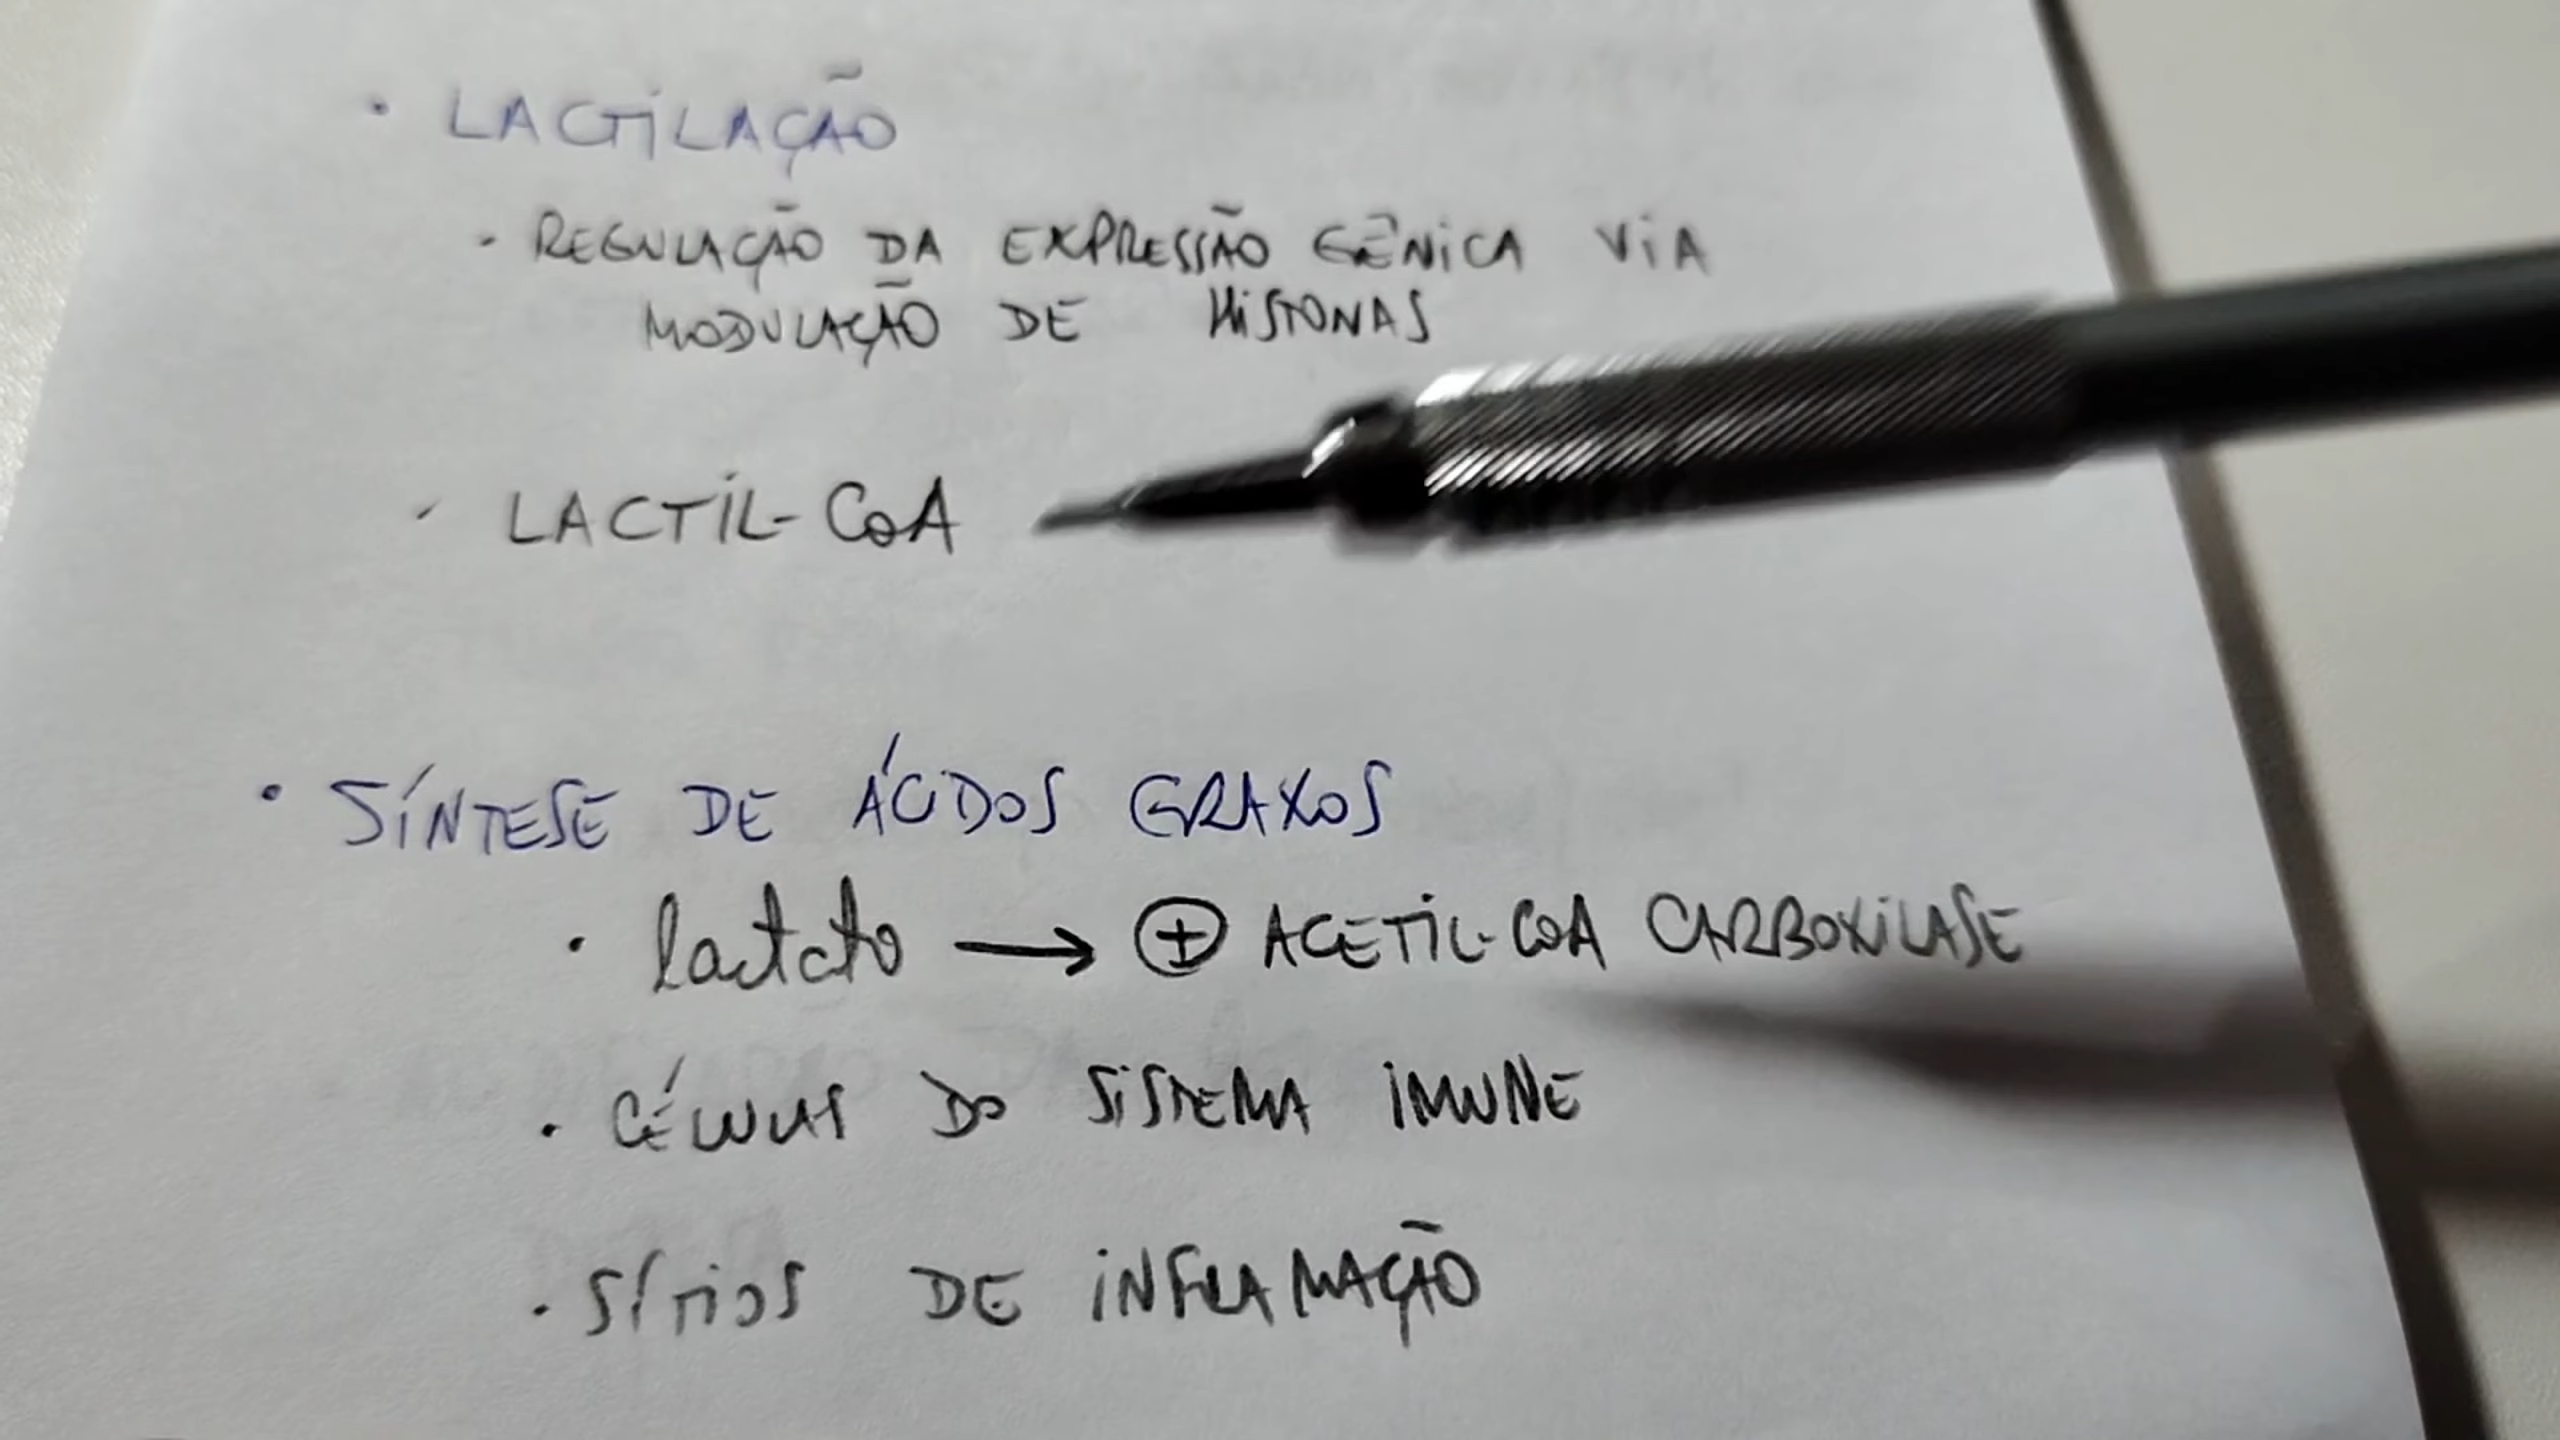 • LACTILAÇÃO
- REGULAÇÃO DA EXPRESSÃO GÊNICA VIA
MODULAÇÃO DE HISTONAS
- LACTIL-CoA
• SÍNTESE DE ÁCIDOS GRAXOS
• lactato → ⊕ ACETIL-CoA CARBOXILASE
• CÉLULAS DO SISTEMA IMUNE
• SÍTIOS DE INFLAMAÇÃO